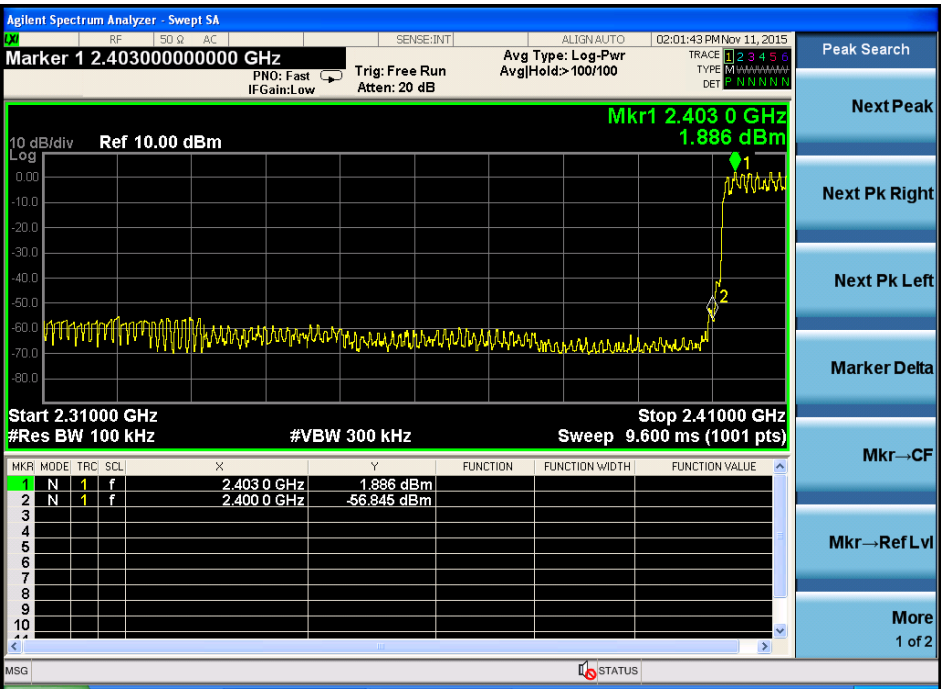 Agilent Spectrum Analyzer - Swept SA
LXI RF 50 Ω AC SENSE:INT ALIGNAUTO 02:01:43 PM Nov 11, 2015
Marker 1 2.403000000000 GHz
PNO: Fast
IFGain:Low
Trig: Free Run
Atten: 20 dB
Avg Type: Log-Pwr
Avg|Hold:>100/100
TRACE 1 2 3 4 5 6
TYPE M WWWWW
DET P N N N N N
Peak Search
Next Peak
Next Pk Right
Next Pk Left
Marker Delta
Mkr→CF
Mkr→Ref Lvl
More
1 of 2
Mkr1 2.403 0 GHz
1.886 dBm
10 dB/div Ref 10.00 dBm
Log
0.00
-10.0
-20.0
-30.0
-40.0
-50.0
-60.0
-70.0
-80.0
1
2
Start 2.31000 GHz Stop 2.41000 GHz
#Res BW 100 kHz #VBW 300 kHz Sweep 9.600 ms (1001 pts)
MKR MODE TRC SCL X Y FUNCTION FUNCTION WIDTH FUNCTION VALUE
1 N 1 f 2.403 0 GHz 1.886 dBm
2 N 1 f 2.400 0 GHz -56.845 dBm
3
4
5
6
7
8
9
10
11
MSG STATUS